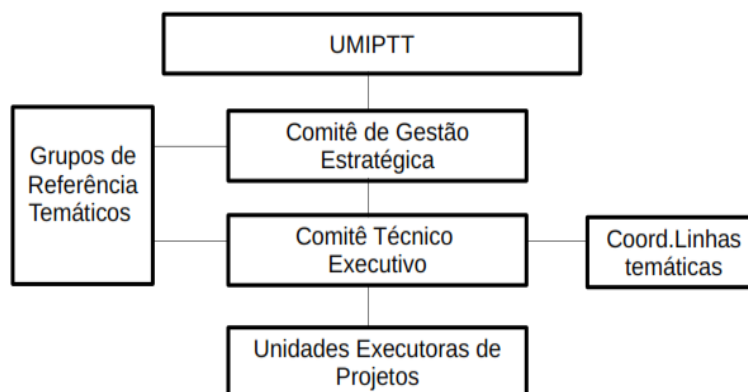 UMIPTT
Comitê de Gestão
Estratégica
Grupos de
Referência
Temáticos
Comitê Técnico
Executivo
Coord.Linhas
temáticas
Unidades Executoras de
Projetos